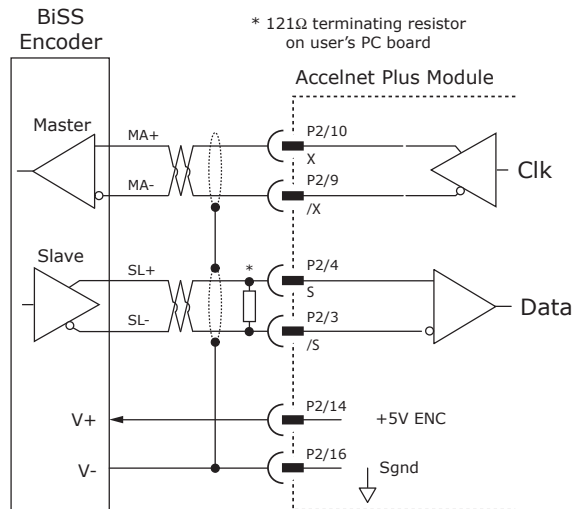 BiSS
Encoder
* 121Ω terminating resistor
on user's PC board
Accelnet Plus Module
Master
MA+
MA-
P2/10
X
P2/9
/X
Clk
Slave
SL+
SL-
*
P2/4
S
P2/3
/S
Data
V+
P2/14
+5V ENC
V-
P2/16
Sgnd